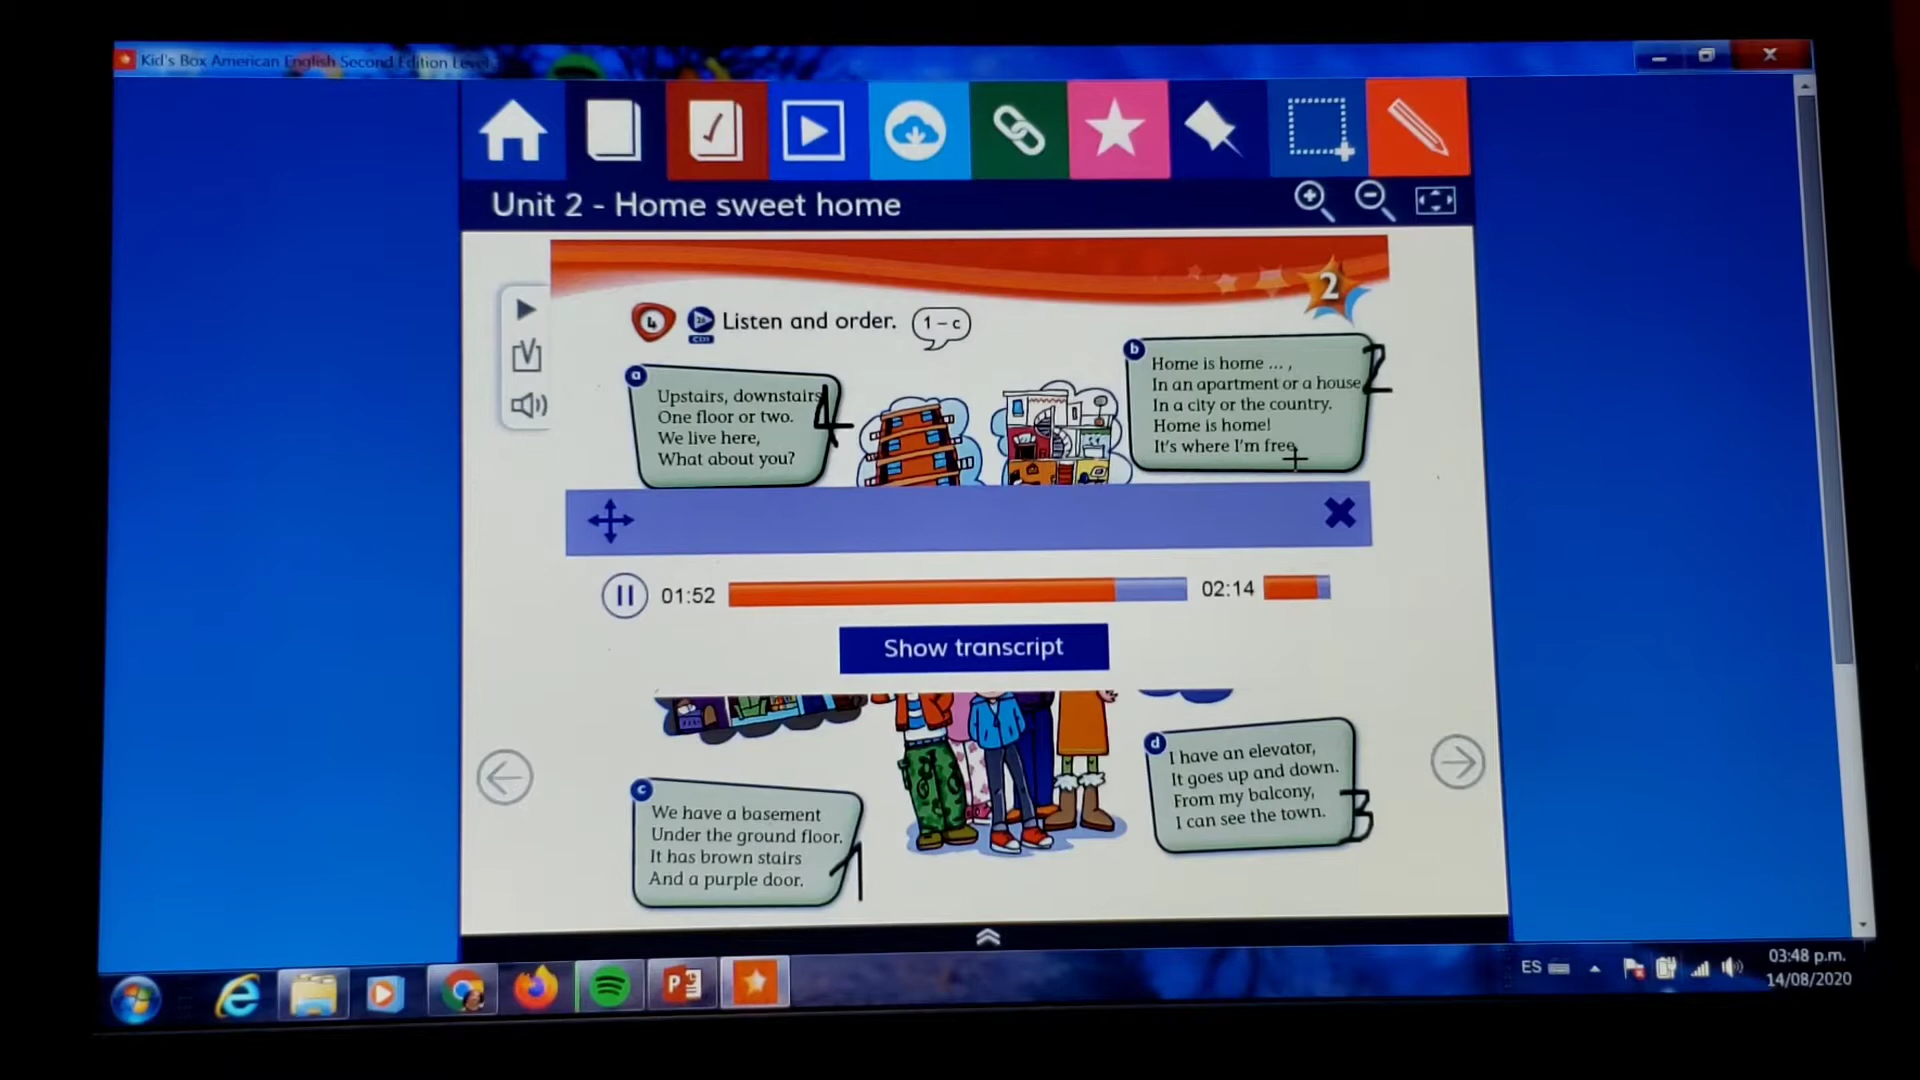 Kid's Box American English Second Edition Level
Unit 2 - Home sweet home
2
4 Listen and order. 1 - c
CD1
a
Upstairs, downstairs
One floor or two.
We live here,
What about you?
4
b
Home is home ... ,
In an apartment or a house
In a city or the country.
Home is home!
It's where I'm free
2
01:52
02:14
Show transcript
c
We have a basement
Under the ground floor.
It has brown stairs
And a purple door.
1
d
I have an elevator,
It goes up and down.
From my balcony,
I can see the town.
3
ES
03:48 p.m.
14/08/2020